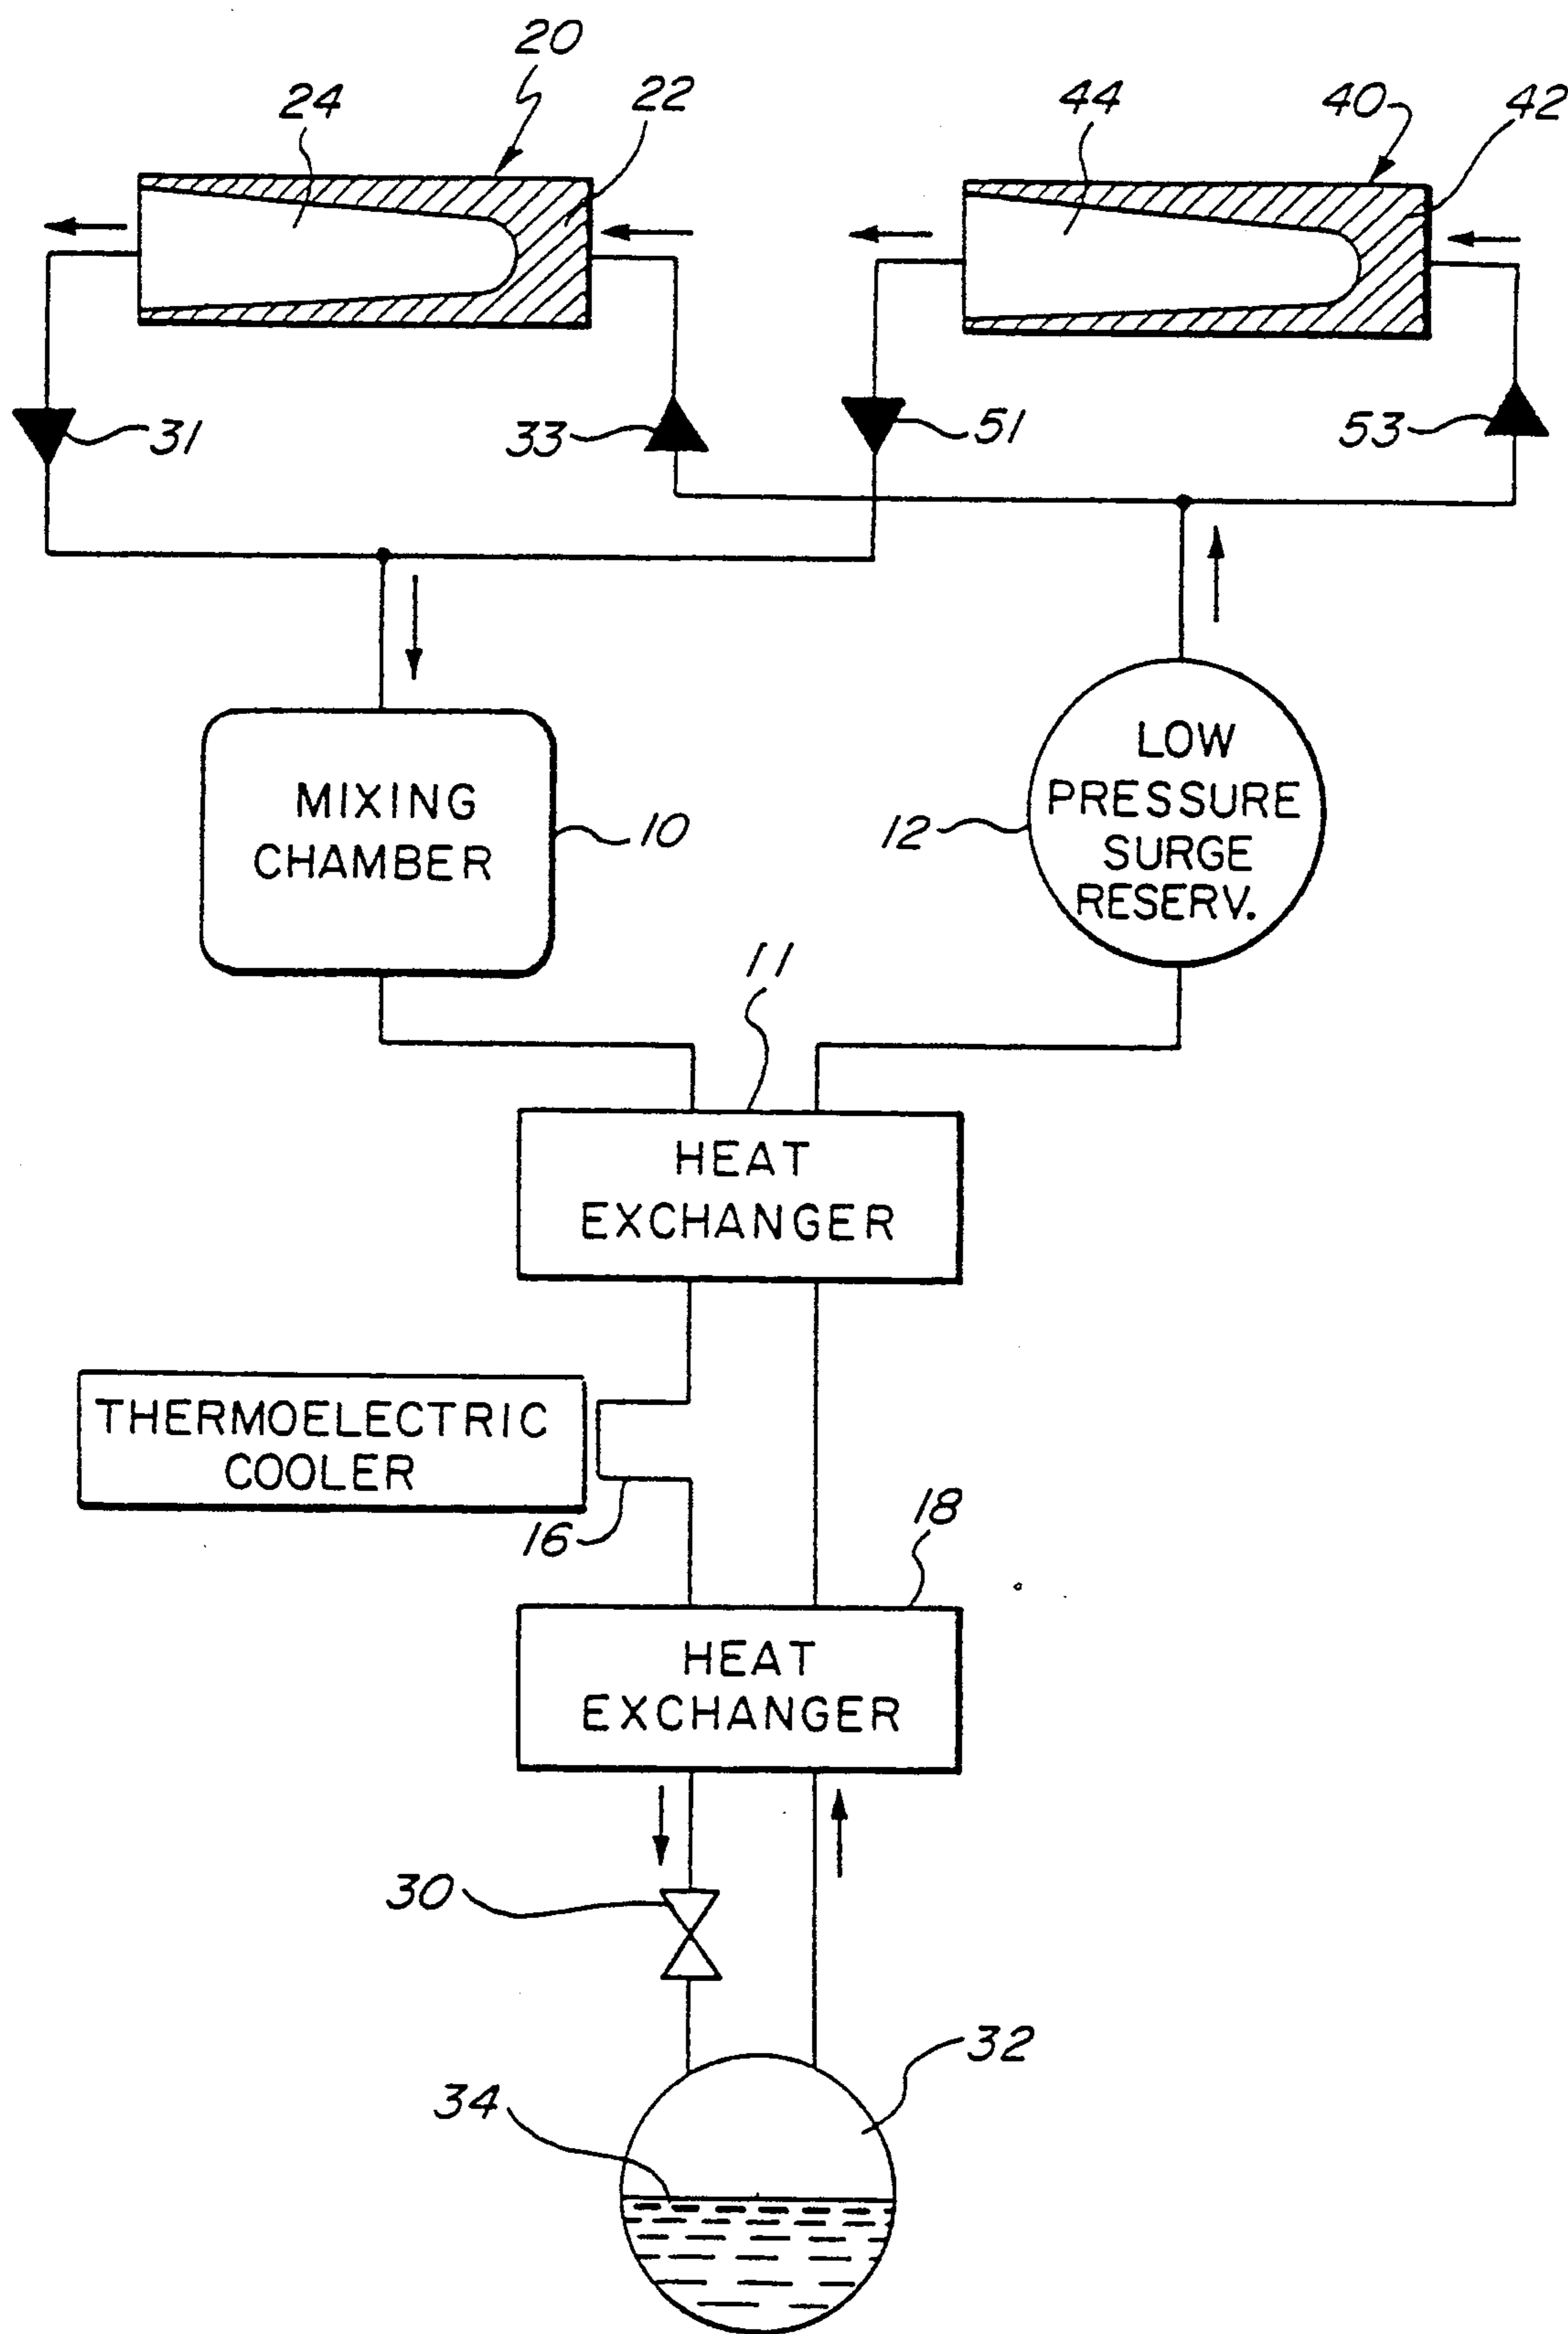 20
24
22
44
40
42
31
33
51
53
MIXING
CHAMBER
10
12
LOW
PRESSURE
SURGE
RESERV.
11
HEAT
EXCHANGER
THERMOELECTRIC
COOLER
16
18
HEAT
EXCHANGER
30
32
34